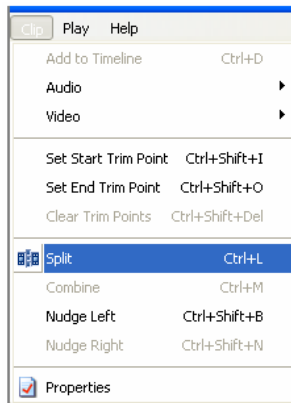 Clip Play Help
Add to Timeline Ctrl+D
Audio
Video
Set Start Trim Point Ctrl+Shift+I
Set End Trim Point Ctrl+Shift+O
Clear Trim Points Ctrl+Shift+Del
Split Ctrl+L
Combine Ctrl+M
Nudge Left Ctrl+Shift+B
Nudge Right Ctrl+Shift+N
Properties